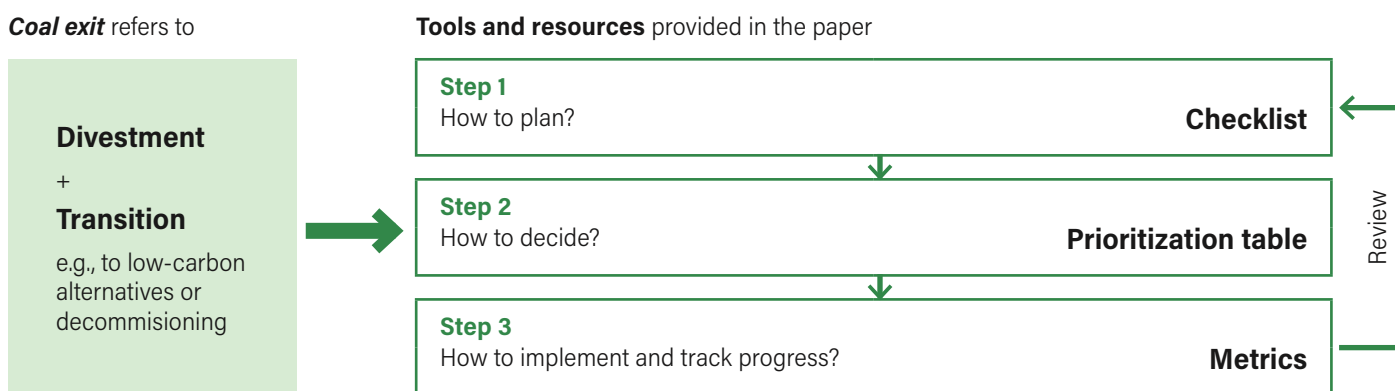 Coal exit refers to
Divestment
+
Transition
e.g., to low-carbon
alternatives or
decommisioning
Tools and resources provided in the paper
Step 1
How to plan?
Checklist
Step 2
How to decide?
Prioritization table
Step 3
How to implement and track progress?
Metrics
Review